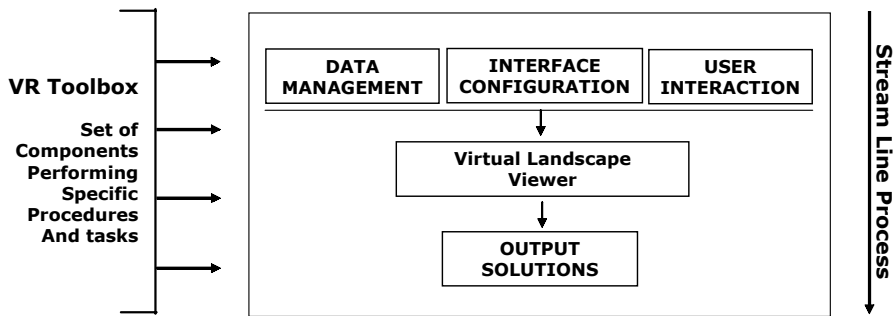 VR Toolbox
Set of
Components
Performing
Specific
Procedures
And tasks
DATA
MANAGEMENT
INTERFACE
CONFIGURATION
USER
INTERACTION
Virtual Landscape
Viewer
OUTPUT
SOLUTIONS
Stream Line Process